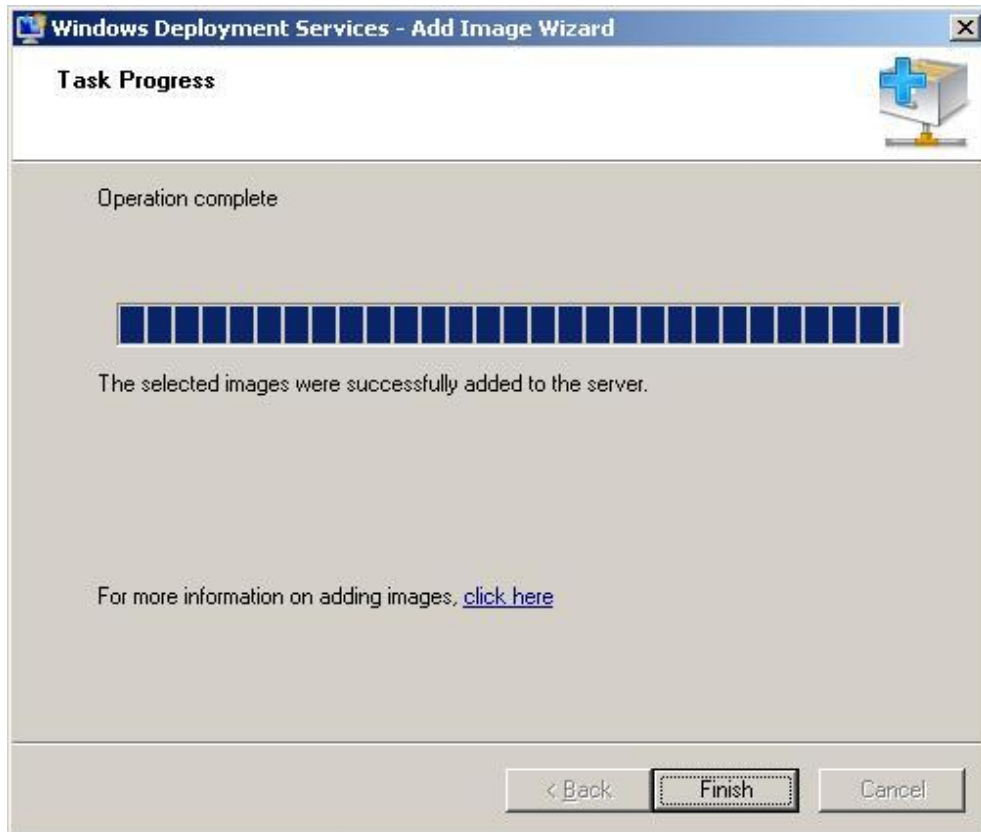 Windows Deployment Services - Add Image Wizard
Task Progress
Operation complete
The selected images were successfully added to the server.
For more information on adding images, click here
< Back
Finish
Cancel